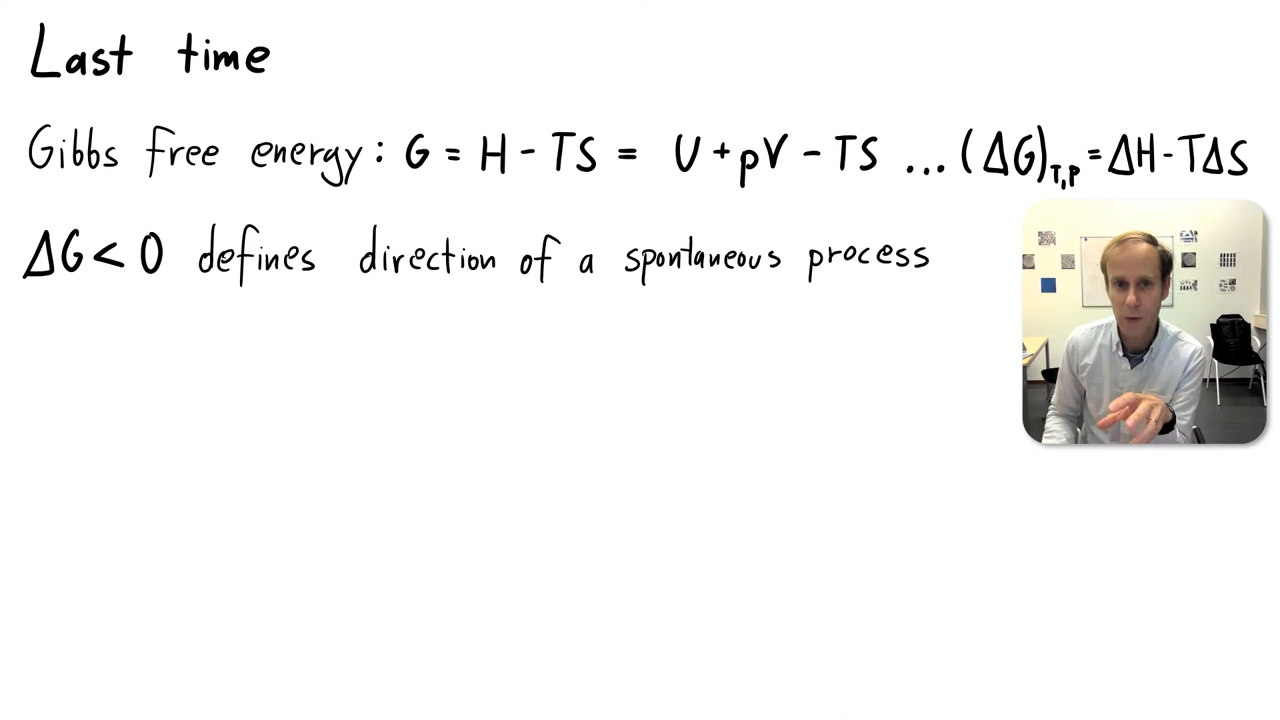 Last time
Gibbs free energy: G = H - TS = U + pV - TS ... (ΔG)T,P = ΔH - TΔS
ΔG < 0 defines direction of a spontaneous process